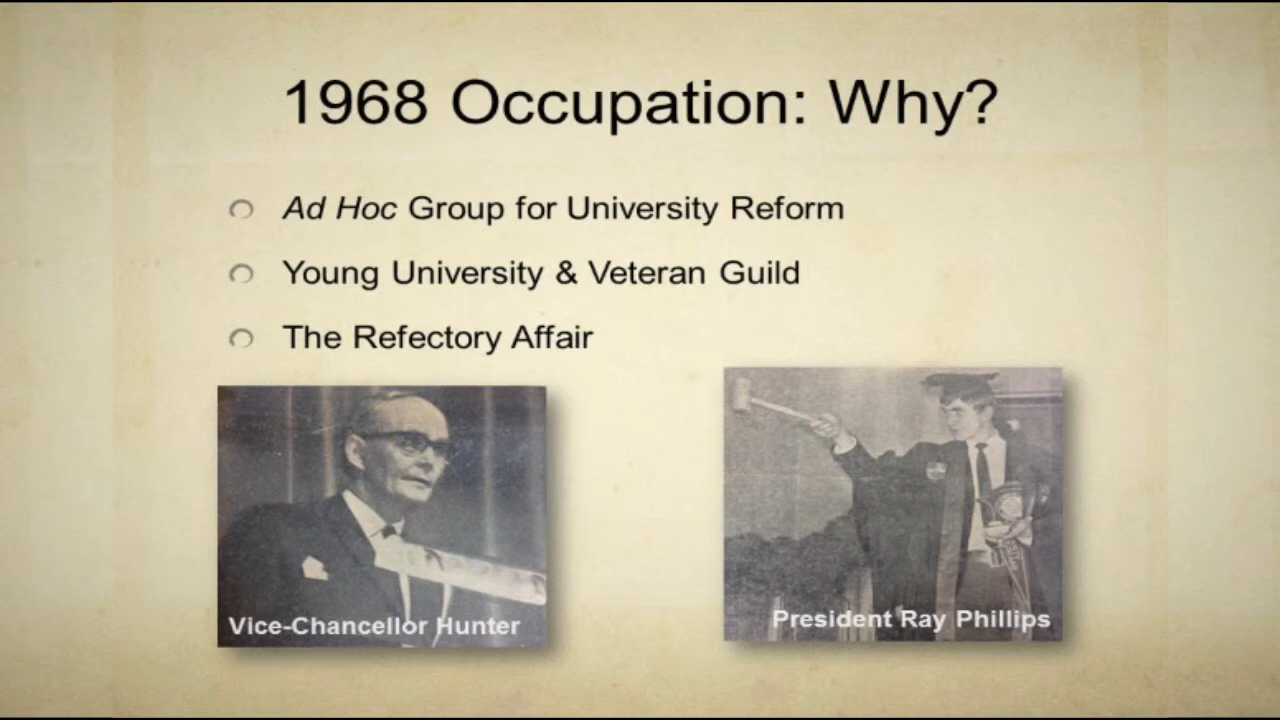 1968 Occupation: Why?
Ad Hoc Group for University Reform
Young University & Veteran Guild
The Refectory Affair
Vice-Chancellor Hunter
President Ray Phillips